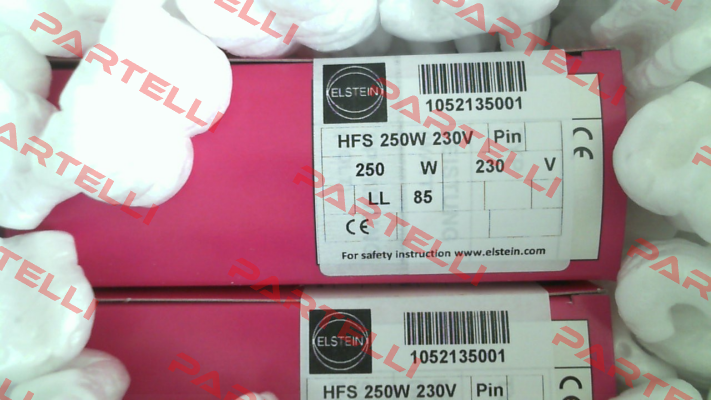 ELSTEIN
1052135001
HFS 250W 230V Pin
250 W 230 V
LL 85
CE
CE
For safety instruction www.elstein.com
ELSTEIN
1052135001
HFS 250W 230V Pin
PARTELLI
PARTELLI
PARTELLI
PARTELLI
PARTELLI
PARTELLI
PARTELLI